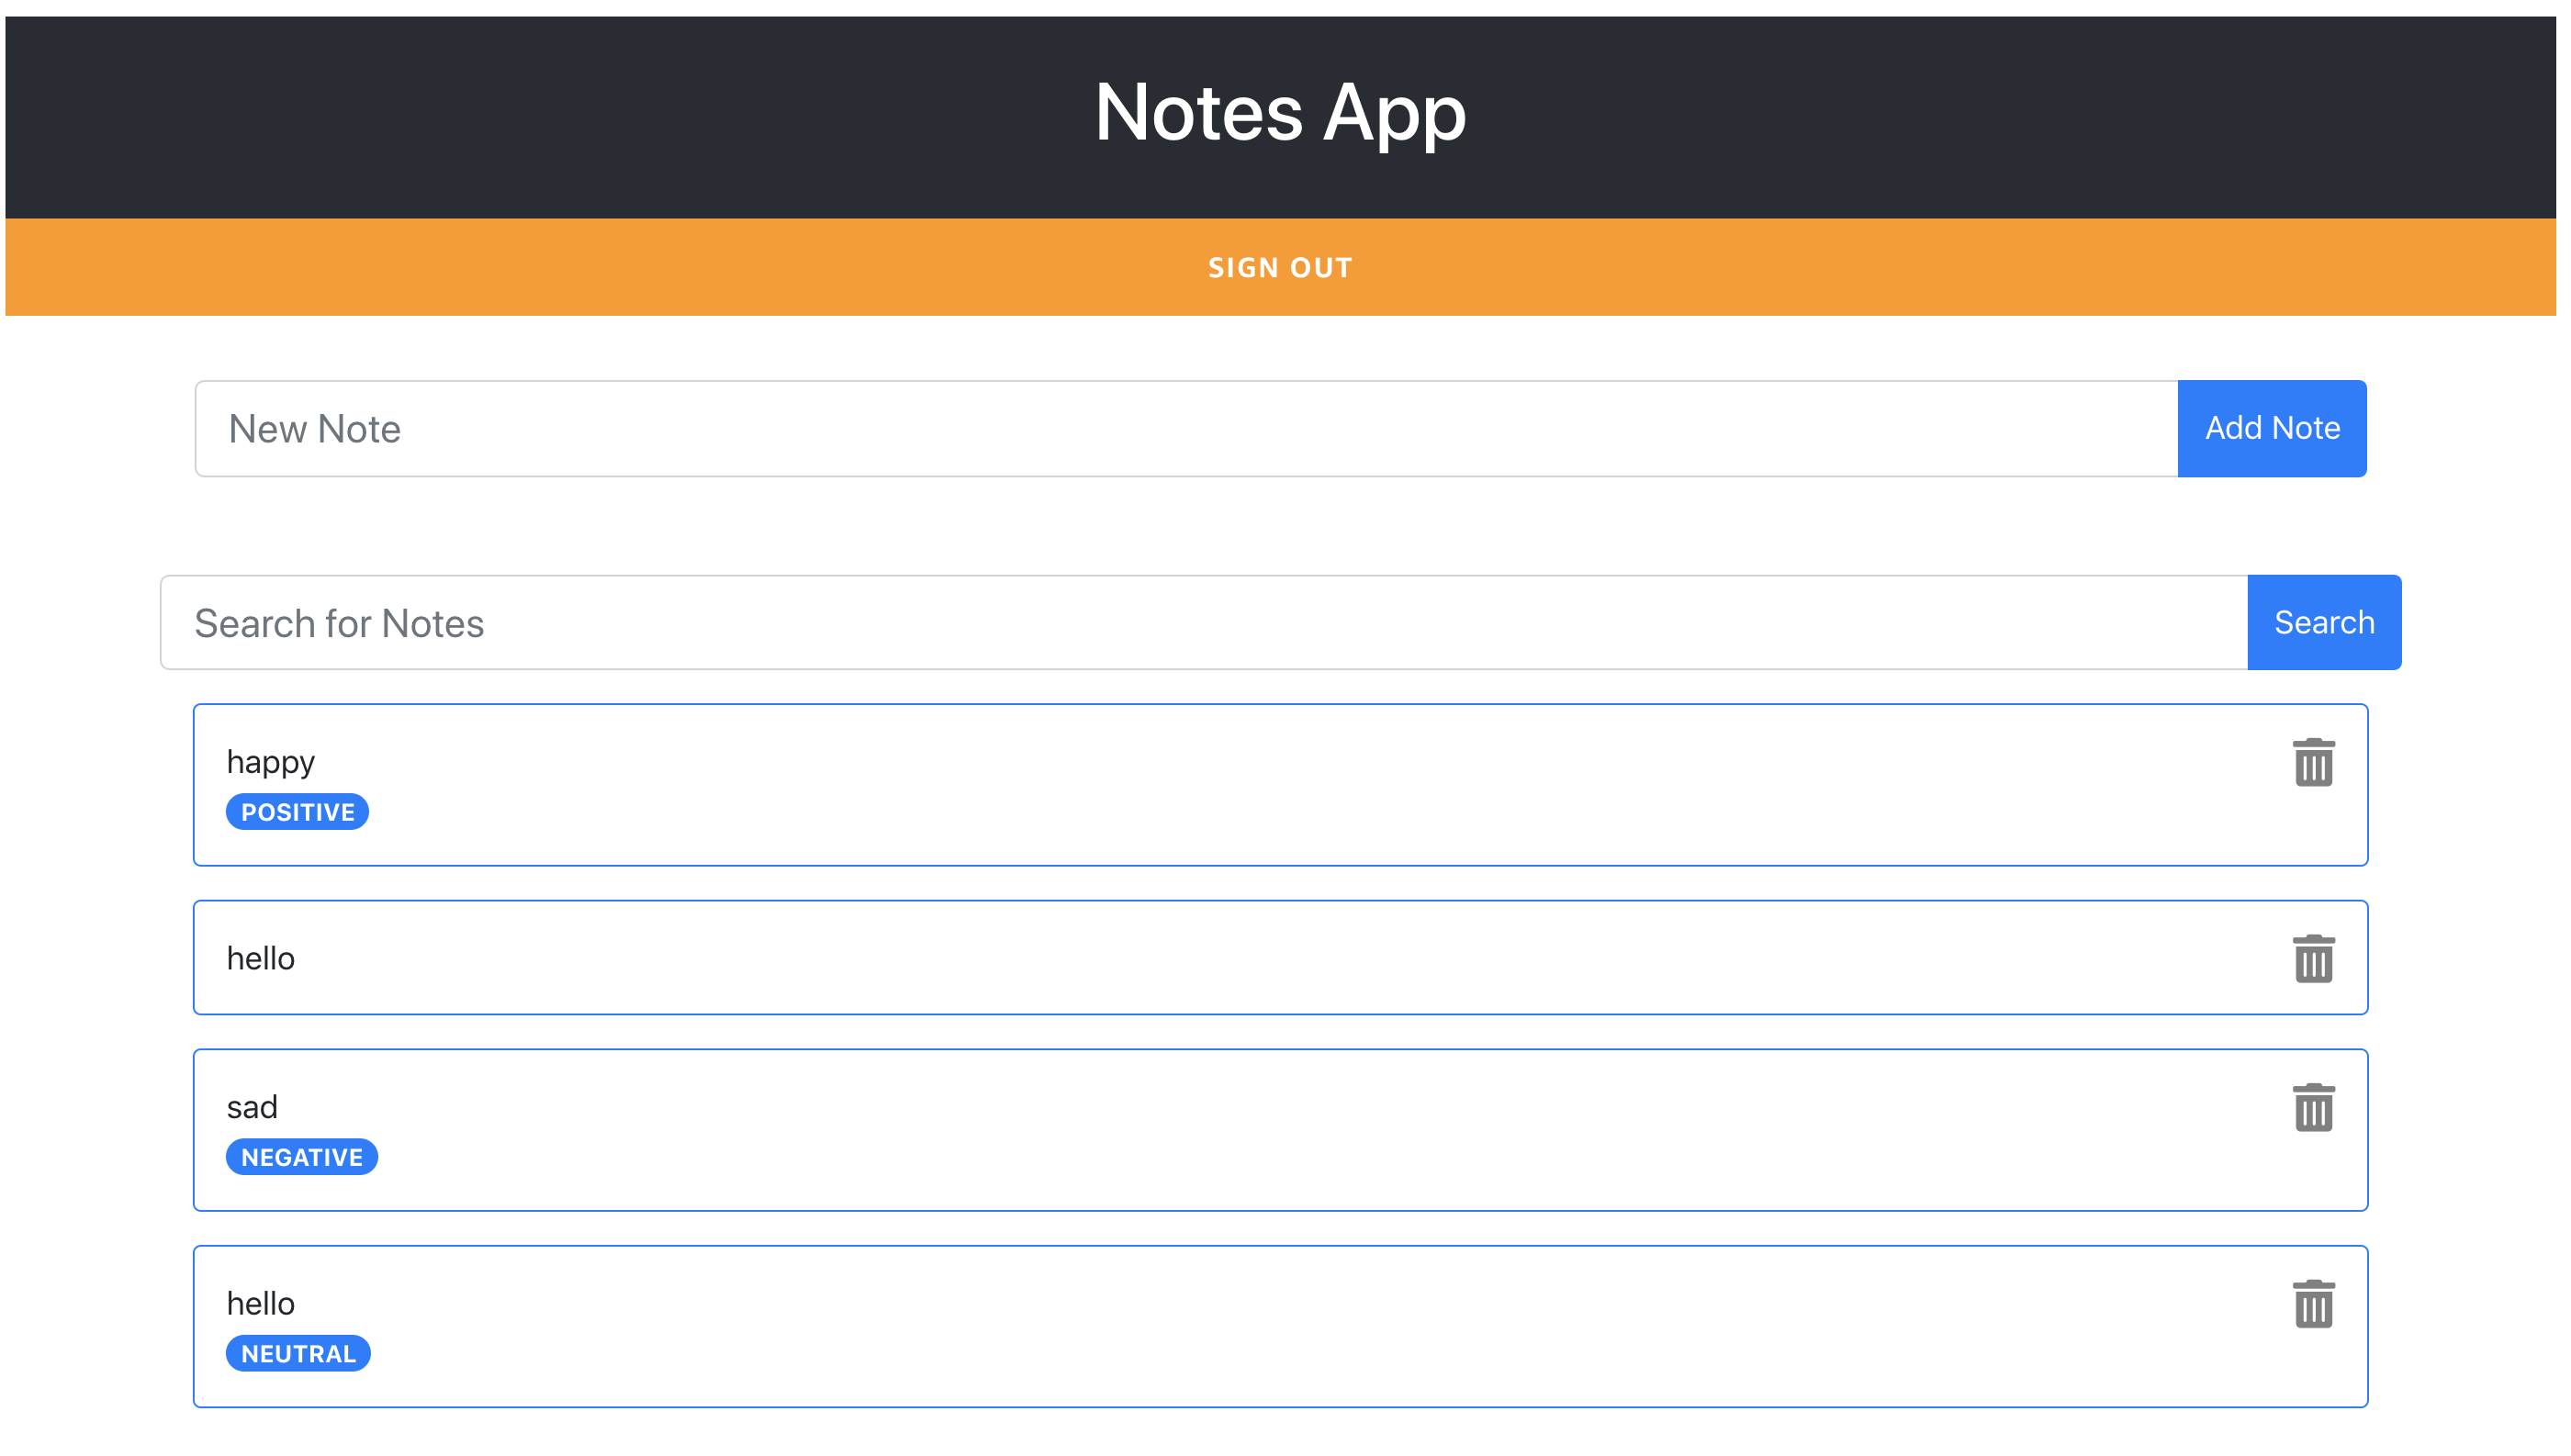 Notes App
SIGN OUT
New Note
Add Note
Search for Notes
Search
happy
POSITIVE
hello
sad
NEGATIVE
hello
NEUTRAL